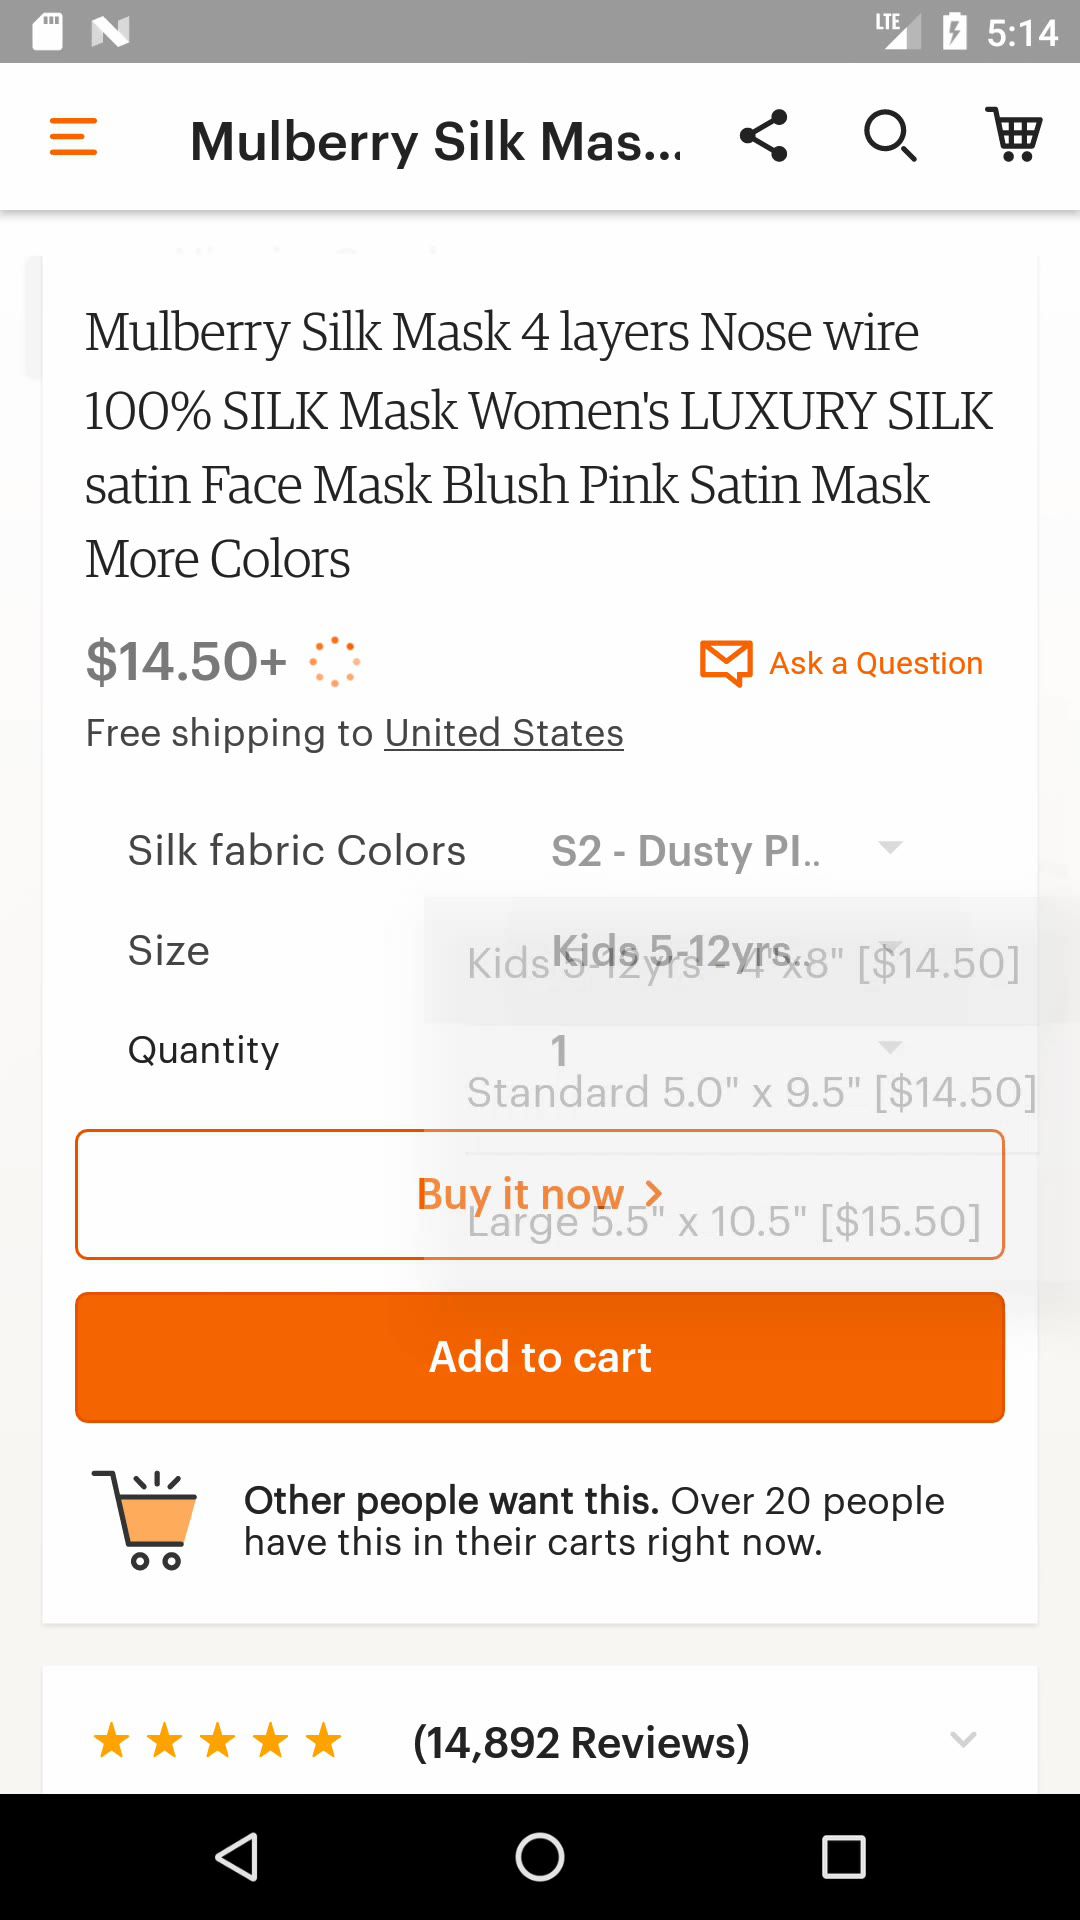 LTE 5:14
Mulberry Silk Mas...
Mulberry Silk Mask 4 layers Nose wire
100% SILK Mask Women's LUXURY SILK
satin Face Mask Blush Pink Satin Mask
More Colors
$14.50+
Ask a Question
Free shipping to United States
Silk fabric Colors S2 - Dusty PI..
Size Kids 5-12yrs..
Kids 5-12yrs - 4"x8" [$14.50]
Quantity 1
Standard 5.0" x 9.5" [$14.50]
Buy it now
Large 5.5" x 10.5" [$15.50]
Add to cart
Other people want this. Over 20 people
have this in their carts right now.
(14,892 Reviews)